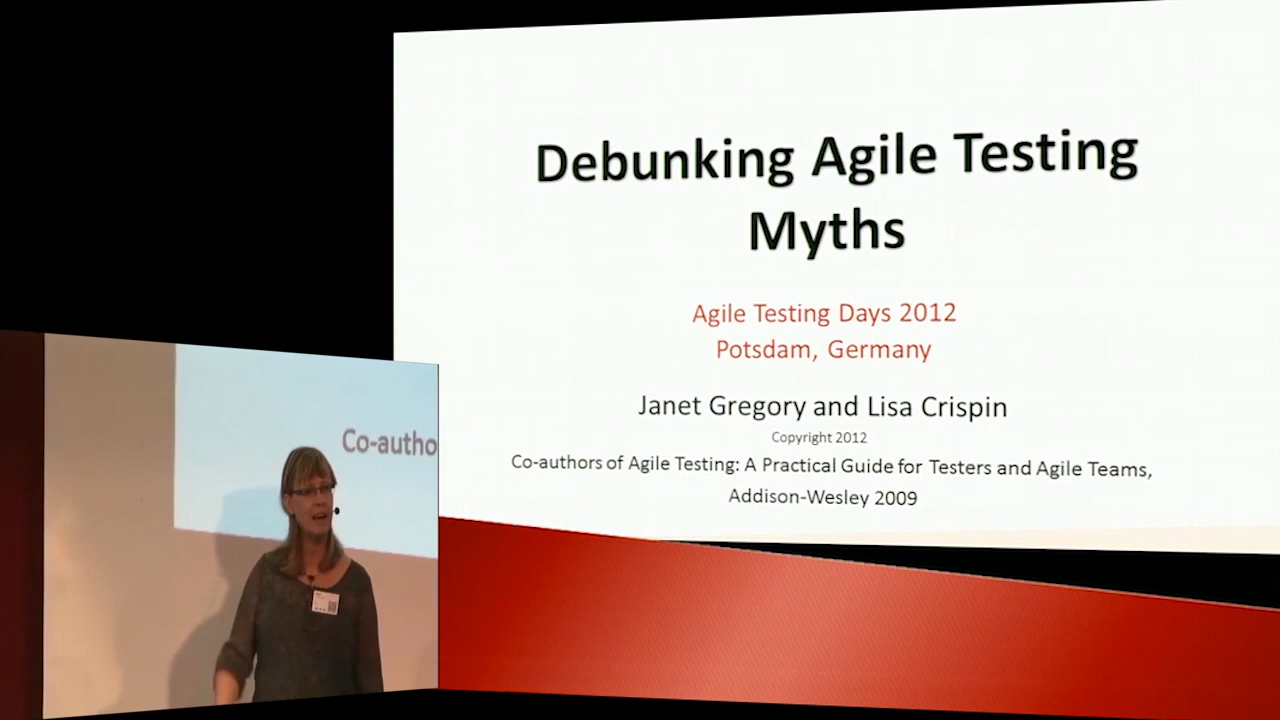 Debunking Agile Testing
Myths
Agile Testing Days 2012
Potsdam, Germany
Janet Gregory and Lisa Crispin
Copyright 2012
Co-authors of Agile Testing: A Practical Guide for Testers and Agile Teams,
Addison-Wesley 2009
Co-autho